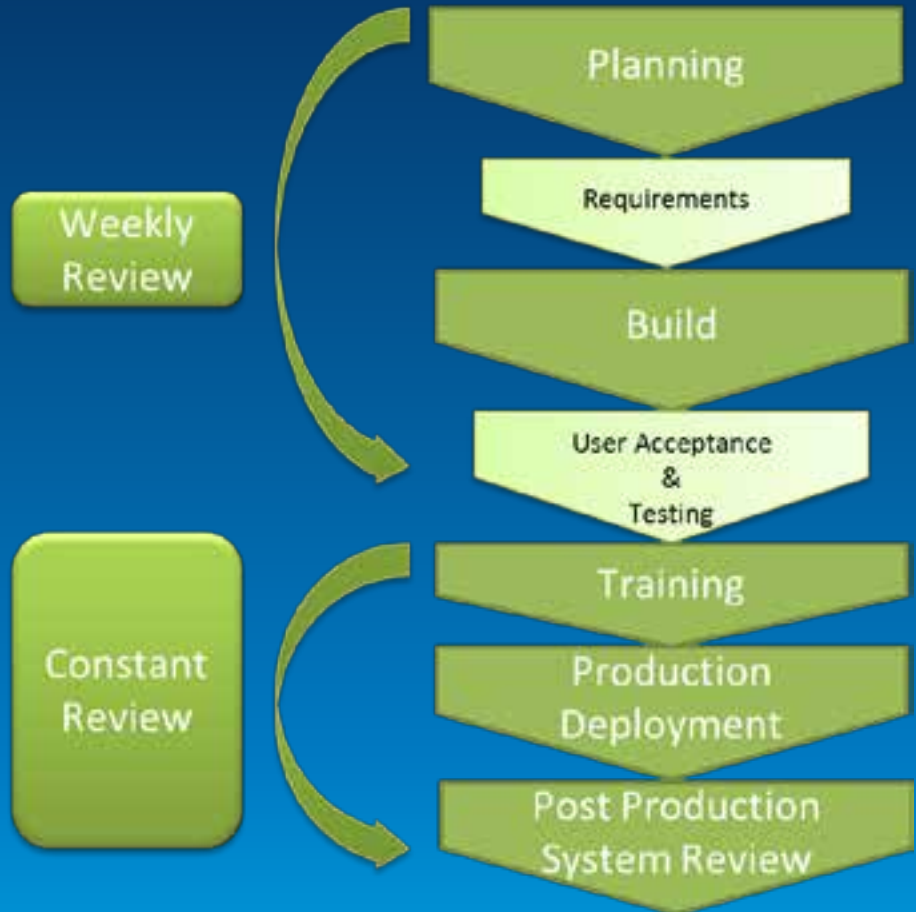 Planning
Requirements
Weekly
Review
Build
User Acceptance
&
Testing
Training
Constant
Review
Production
Deployment
Post Production
System Review